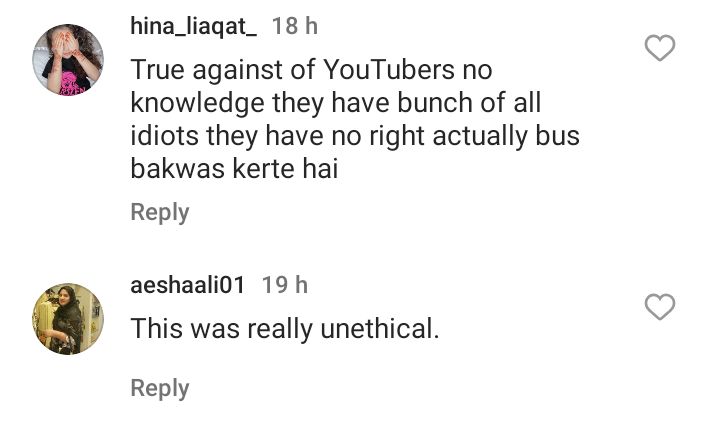 hina_liaqat_ 18 h
True against of YouTubers no
knowledge they have bunch of all
idiots they have no right actually bus
bakwas kerte hai
Reply
aeshaali01 19 h
This was really unethical.
Reply